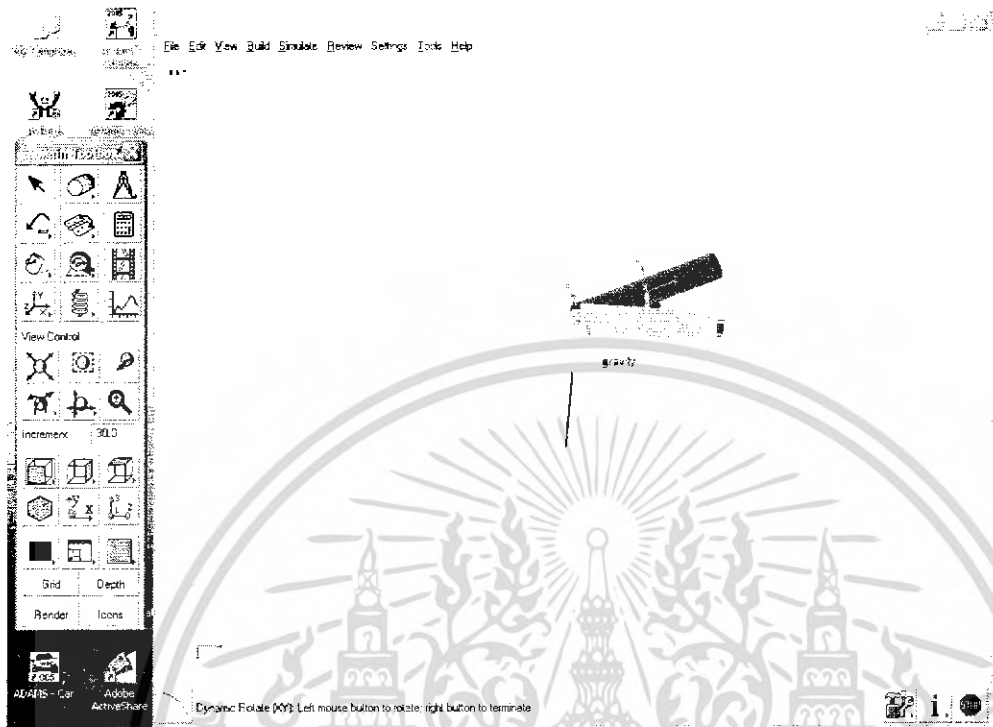 File Edit View Build Simulate Review Settings Tools Help
View Control
Increment 30.0
Grid Depth
Render Icons
gravity
ADAMS - Car
Adobe ActiveShare
Dynamic Rotate (XY): Left mouse button to rotate; right button to terminate